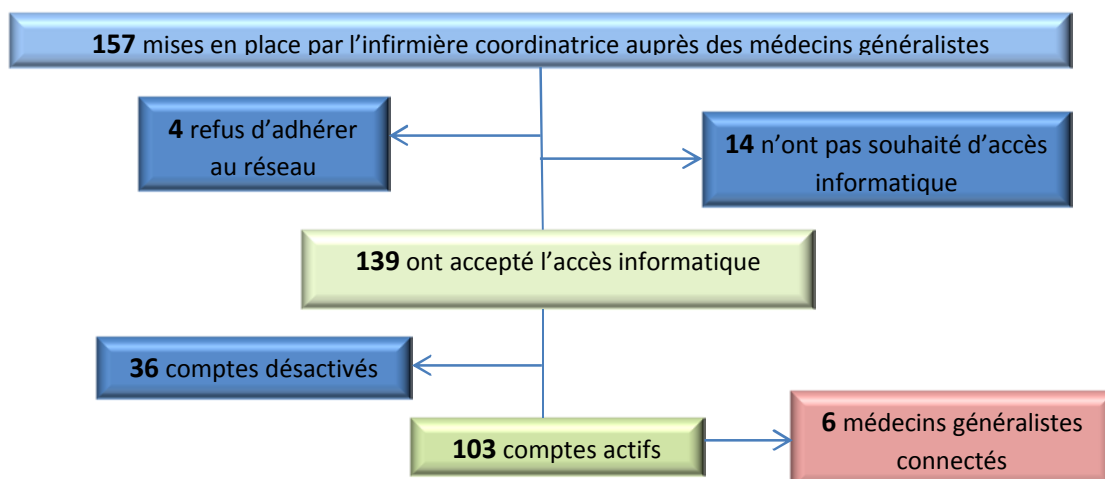 157 mises en place par l'infirmière coordinatrice auprès des médecins généralistes
4 refus d'adhérer
au réseau
14 n'ont pas souhaité d'accès
informatique
139 ont accepté l'accès informatique
36 comptes désactivés
103 comptes actifs
6 médecins généralistes
connectés